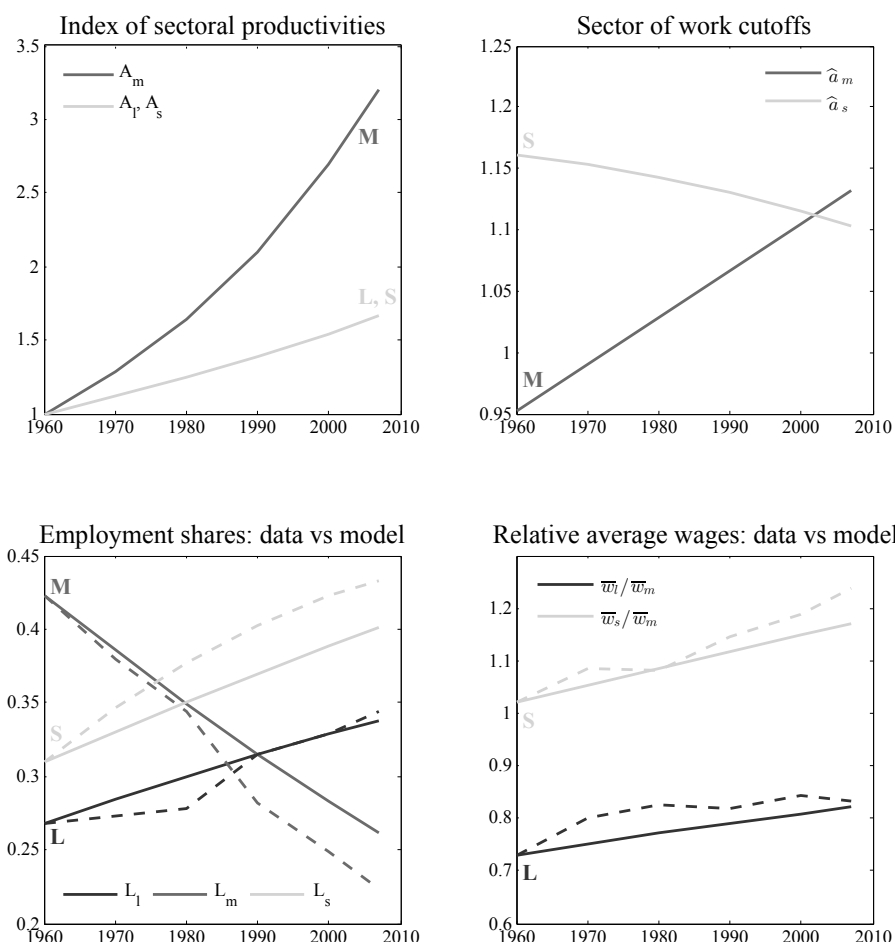 Index of sectoral productivities
3.5
3
2.5
2
1.5
1
A_m
A_l, A_s
M
L, S
1960 1970 1980 1990 2000 2010
Sector of work cutoffs
1.25
1.2
1.15
1.1
1.05
1
0.95
â_m
â_s
S
M
1960 1970 1980 1990 2000 2010
Employment shares: data vs model
0.45
0.4
0.35
0.3
0.25
0.2
M
S
L
L_l L_m L_s
1960 1970 1980 1990 2000 2010
Relative average wages: data vs model
1.2
1.1
1
0.9
0.8
0.7
0.6
w̅_l/w̅_m
w̅_s/w̅_m
S
L
1960 1970 1980 1990 2000 2010